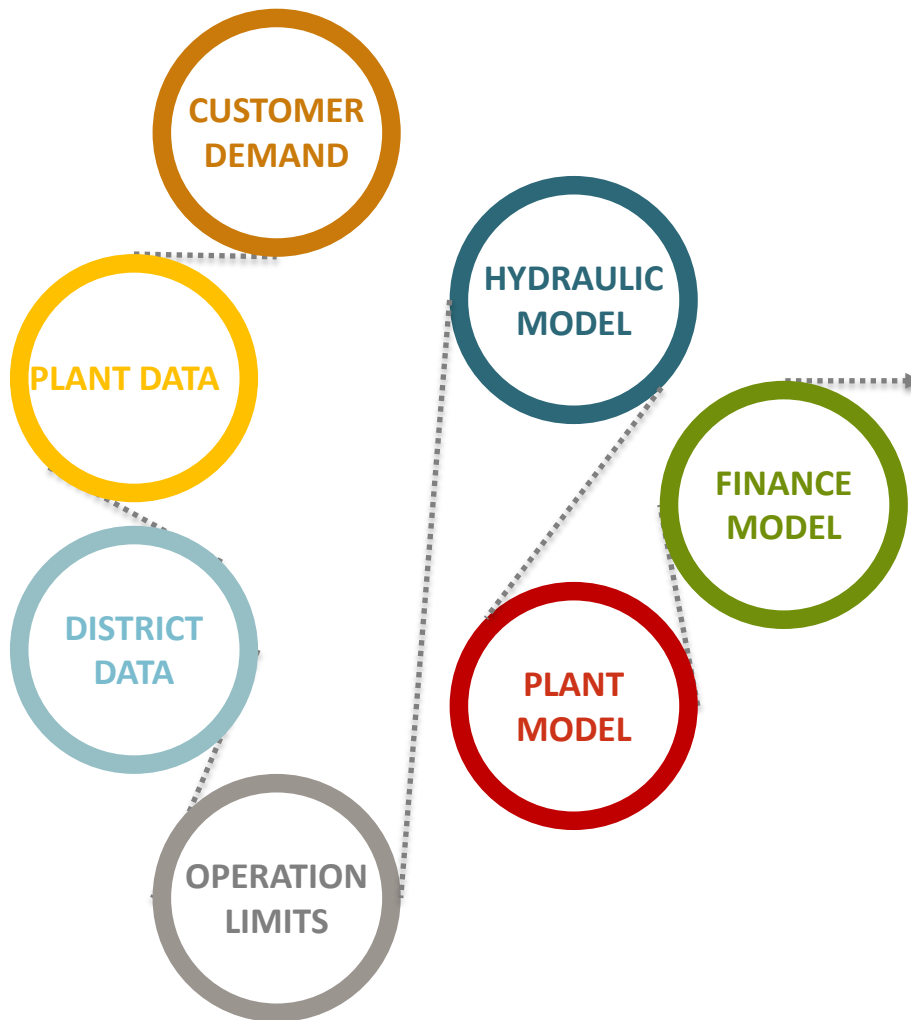 CUSTOMER
DEMAND
PLANT DATA
DISTRICT
DATA
OPERATION
LIMITS
HYDRAULIC
MODEL
PLANT
MODEL
FINANCE
MODEL